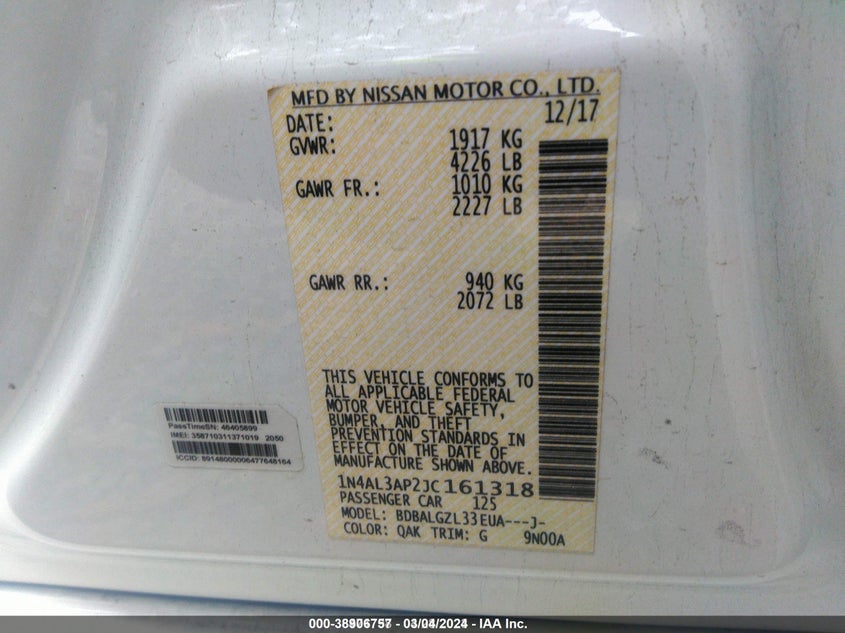 MFD BY NISSAN MOTOR CO., LTD.
DATE: 12/17
GVWR: 1917 KG
4226 LB
GAWR FR.: 1010 KG
2227 LB
GAWR RR.: 940 KG
2072 LB
THIS VEHICLE CONFORMS TO
ALL APPLICABLE FEDERAL
MOTOR VEHICLE SAFETY,
BUMPER, AND THEFT
PREVENTION STANDARDS IN
EFFECT ON THE DATE OF
MANUFACTURE SHOWN ABOVE.
1N4AL3AP2JC161318
PASSENGER CAR 125
MODEL: BDBALGZL33EUA---J-
COLOR: QAK TRIM: G 9N00A
PassTimeSN: 46405899
IMEI: 358710311371019 2050
ICCID: 89148000006477648164
03/04/2024 - IAA Inc.